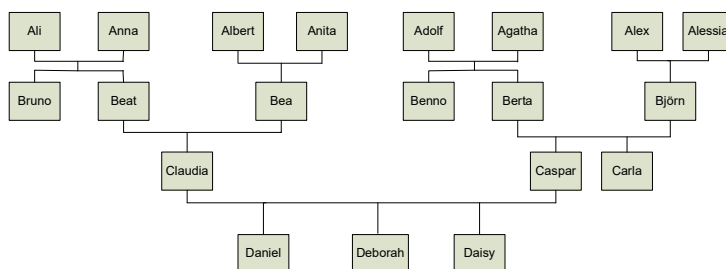 Ali Anna Albert Anita Adolf Agatha Alex Alessia
Bruno Beat Bea Benno Berta Björn
Claudia Caspar Carla
Daniel Deborah Daisy